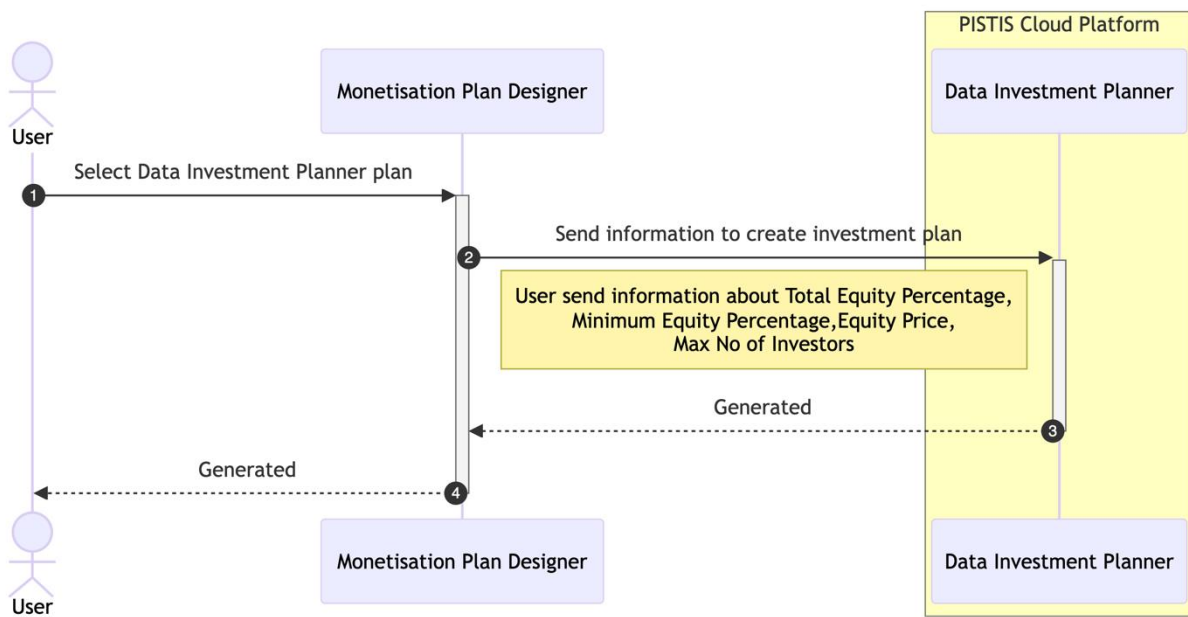 PISTIS Cloud Platform
Monetisation Plan Designer
Data Investment Planner
User
Select Data Investment Planner plan
1
Send information to create investment plan
2
User send information about Total Equity Percentage,
Minimum Equity Percentage,Equity Price,
Max No of Investors
Generated
3
Generated
4
Monetisation Plan Designer
Data Investment Planner
User